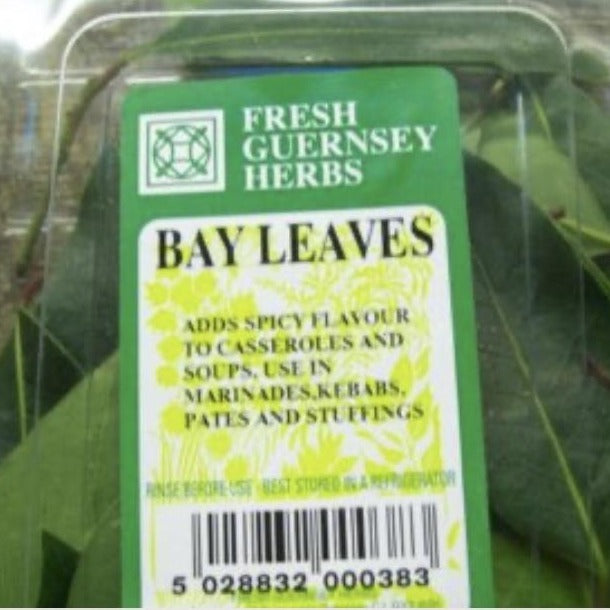 FRESH
GUERNSEY
HERBS
BAY LEAVES
ADDS SPICY FLAVOUR
TO CASSEROLES AND
SOUPS, USE IN
MARINADES,KEBABS,
PATES AND STUFFINGS
RINSE BEFORE USE BEST STORED IN A REFRIGERATOR
5 028832 000383